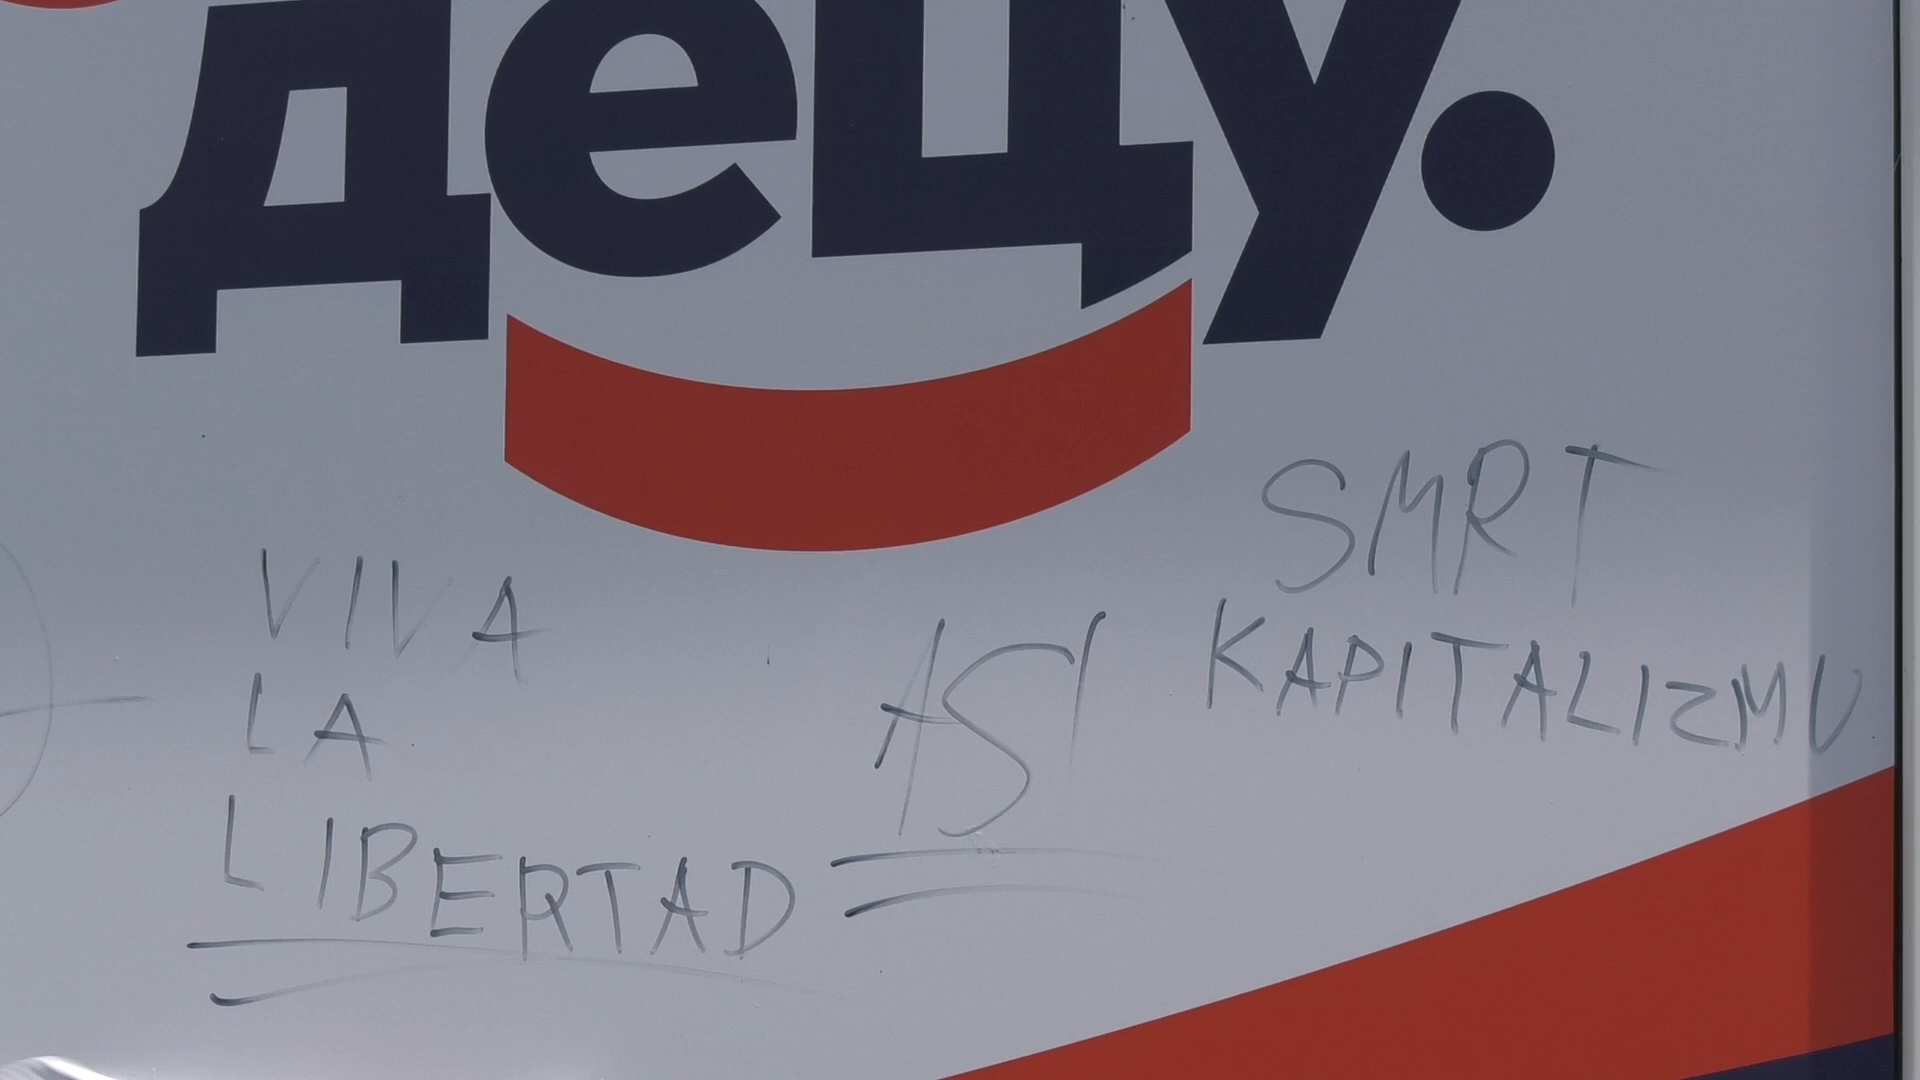 децу.
VIVA
LA
LIBERTAD
ASI
SMRT
KAPITALIZMU